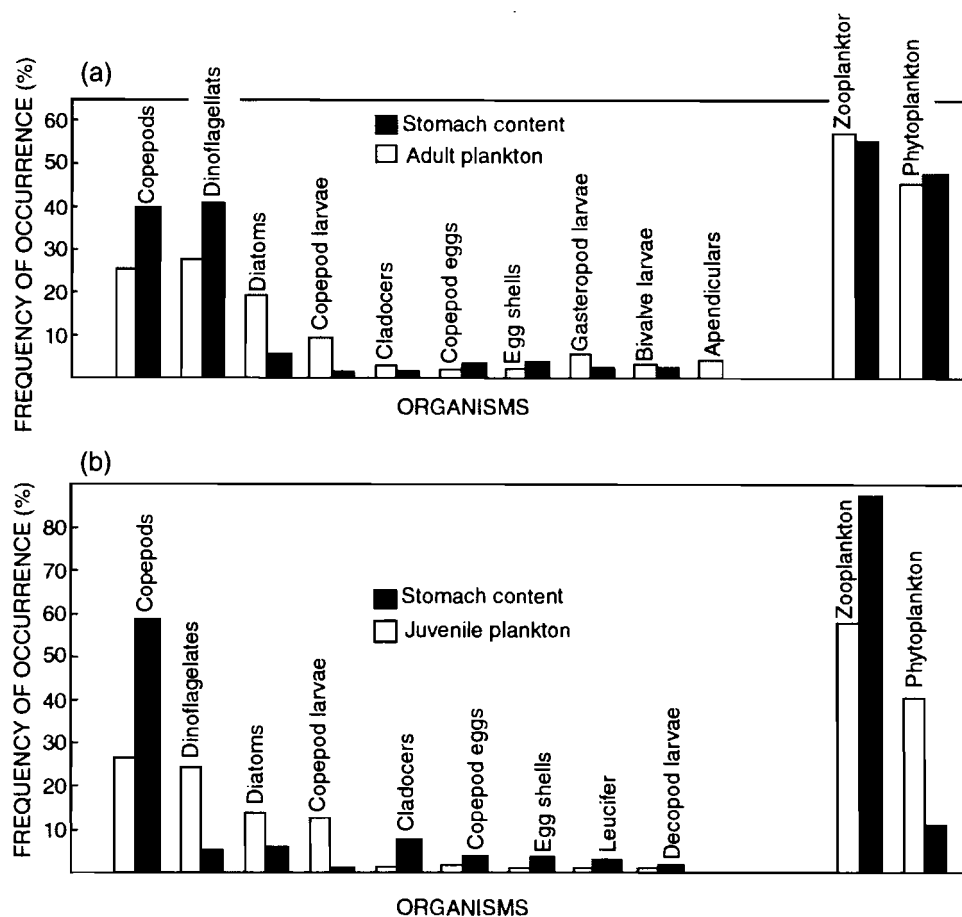 (a)
FREQUENCY OF OCCURRENCE (%)
60
50
40
30
20
10
Copepods
Dinoflagellats
Diatoms
Copepod larvae
Cladocers
Copepod eggs
Egg shells
Gasteropod larvae
Bivalve larvae
Apendiculars
Zooplanktor
Phytoplankton
Stomach content
Adult plankton
ORGANISMS
(b)
FREQUENCY OF OCCURRENCE (%)
80
70
60
50
40
30
20
10
Copepods
Dinoflagelates
Diatoms
Copepod larvae
Cladocers
Copepod eggs
Egg shells
Leucifer
Decopod larvae
Zooplankton
Phytoplankton
Stomach content
Juvenile plankton
ORGANISMS